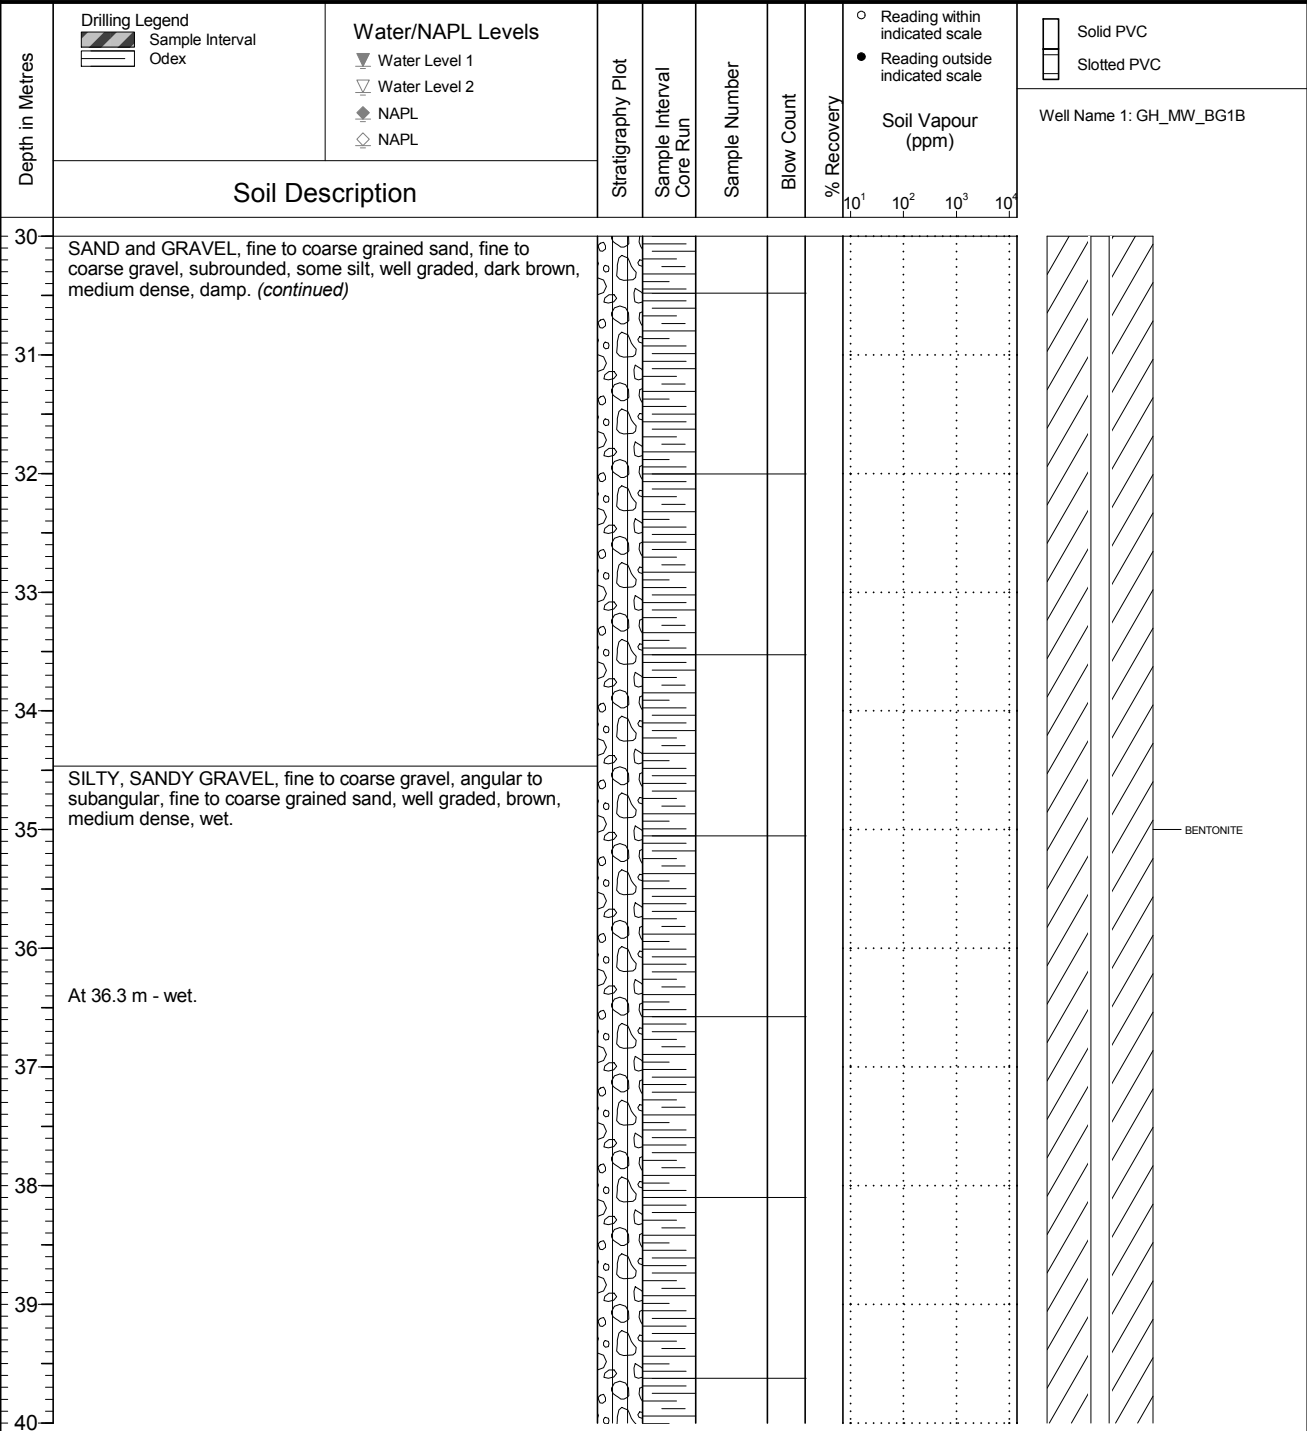 Depth in Metres
Drilling Legend
Sample Interval
Odex
Water/NAPL Levels
Water Level 1
Water Level 2
NAPL
NAPL
Soil Description
Stratigraphy Plot
Sample Interval
Core Run
Sample Number
Blow Count
% Recovery
Reading within
indicated scale
Reading outside
indicated scale
Soil Vapour
(ppm)
10¹ 10² 10³ 10⁴
Solid PVC
Slotted PVC
Well Name 1: GH_MW_BG1B
30
SAND and GRAVEL, fine to coarse grained sand, fine to
coarse gravel, subrounded, some silt, well graded, dark brown,
medium dense, damp. (continued)
31
32
33
34
SILTY, SANDY GRAVEL, fine to coarse gravel, angular to
subangular, fine to coarse grained sand, well graded, brown,
medium dense, wet.
35
BENTONITE
36
At 36.3 m - wet.
37
38
39
40